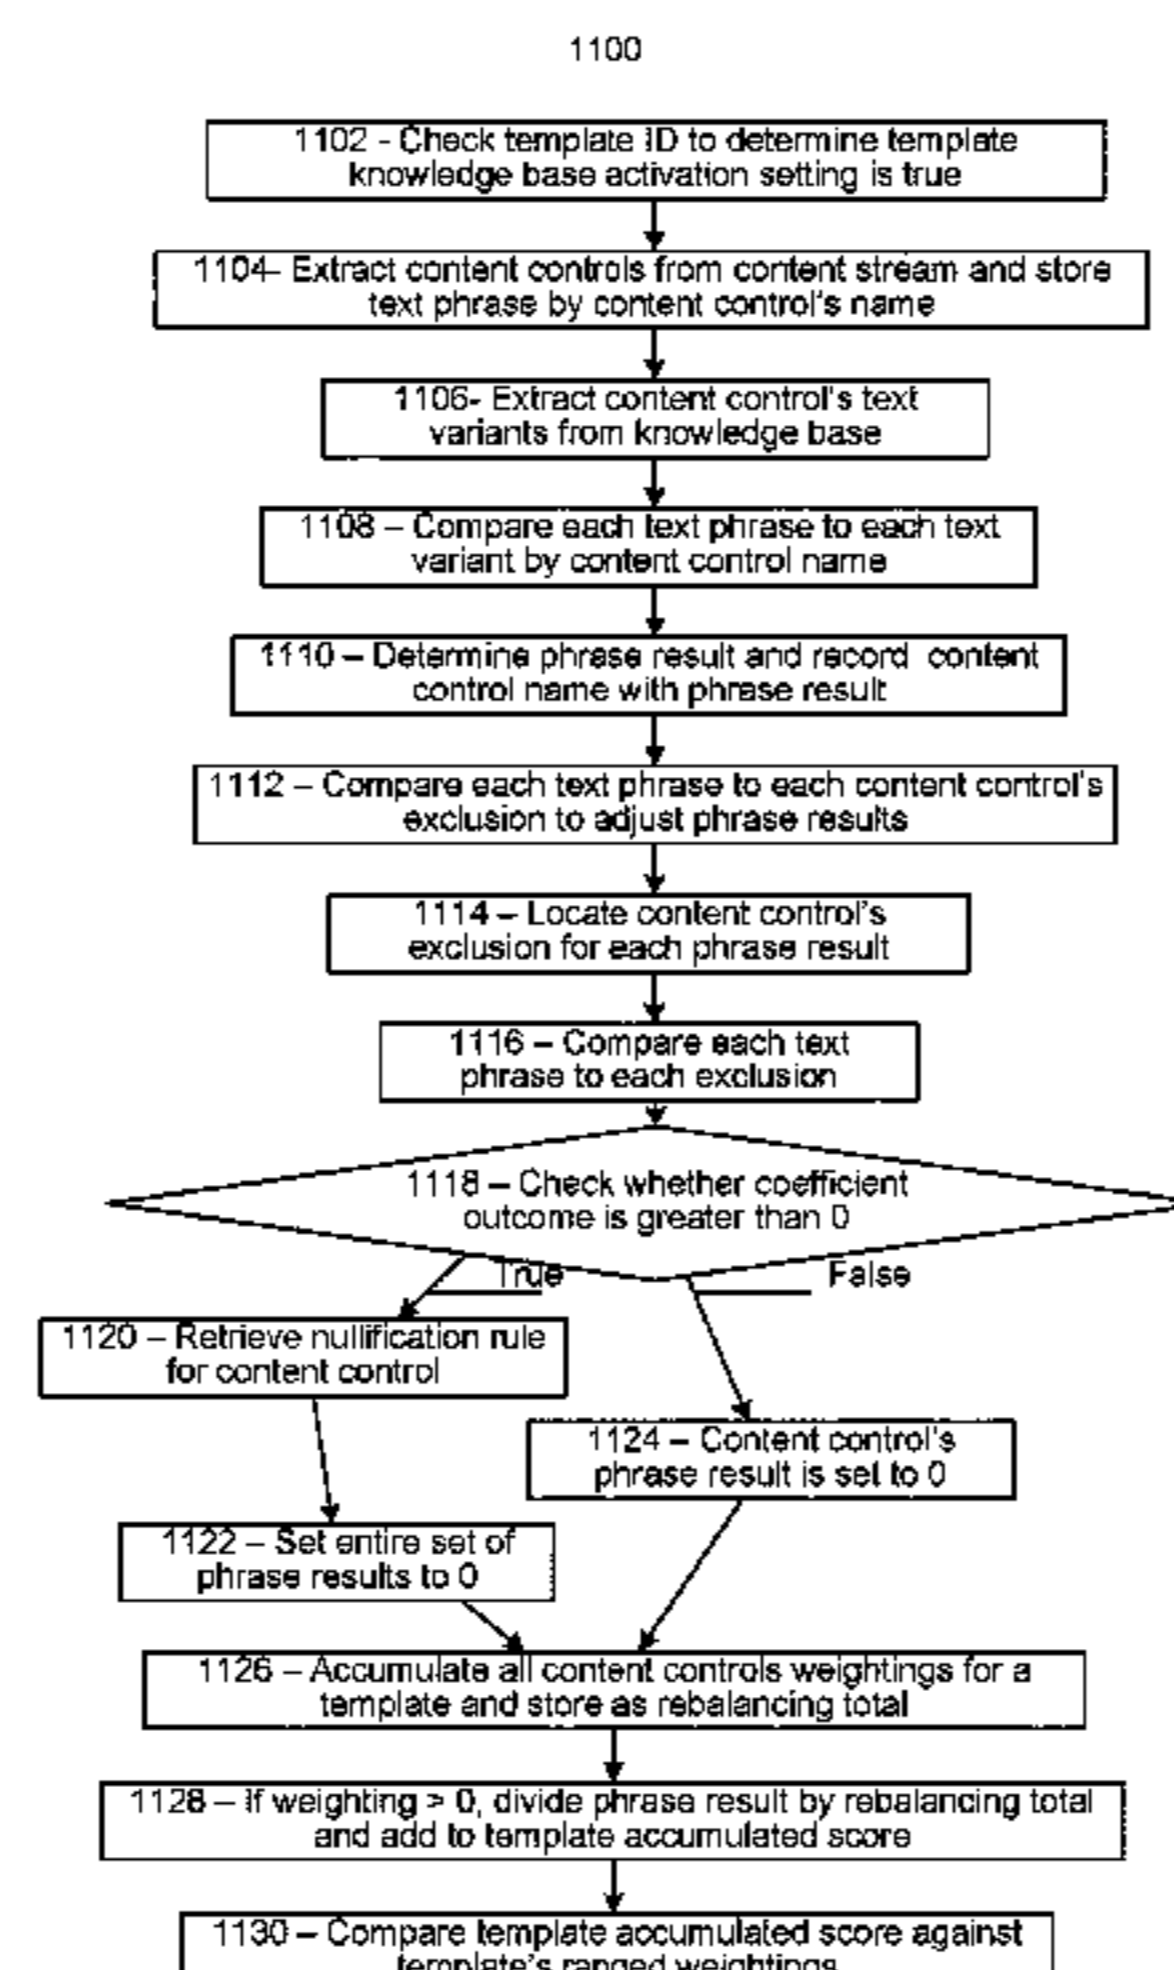 1100
1102 - Check template ID to determine template
knowledge base activation setting is true
1104- Extract content controls from content stream and store
text phrase by content control's name
1106- Extract content control's text
variants from knowledge base
1108 – Compare each text phrase to each text
variant by content control name
1110 – Determine phrase result and record content
control name with phrase result
1112 – Compare each text phrase to each content control's
exclusion to adjust phrase results
1114 – Locate content control's
exclusion for each phrase result
1116 – Compare each text
phrase to each exclusion
1118 – Check whether coefficient
outcome is greater than 0
True
False
1120 – Retrieve nullification rule
for content control
1124 – Content control's
phrase result is set to 0
1122 – Set entire set of
phrase results to 0
1126 – Accumulate all content controls weightings for a
template and store as rebalancing total
1128 – If weighting > 0, divide phrase result by rebalancing total
and add to template accumulated score
1130 – Compare template accumulated score against
template's ranged weightings